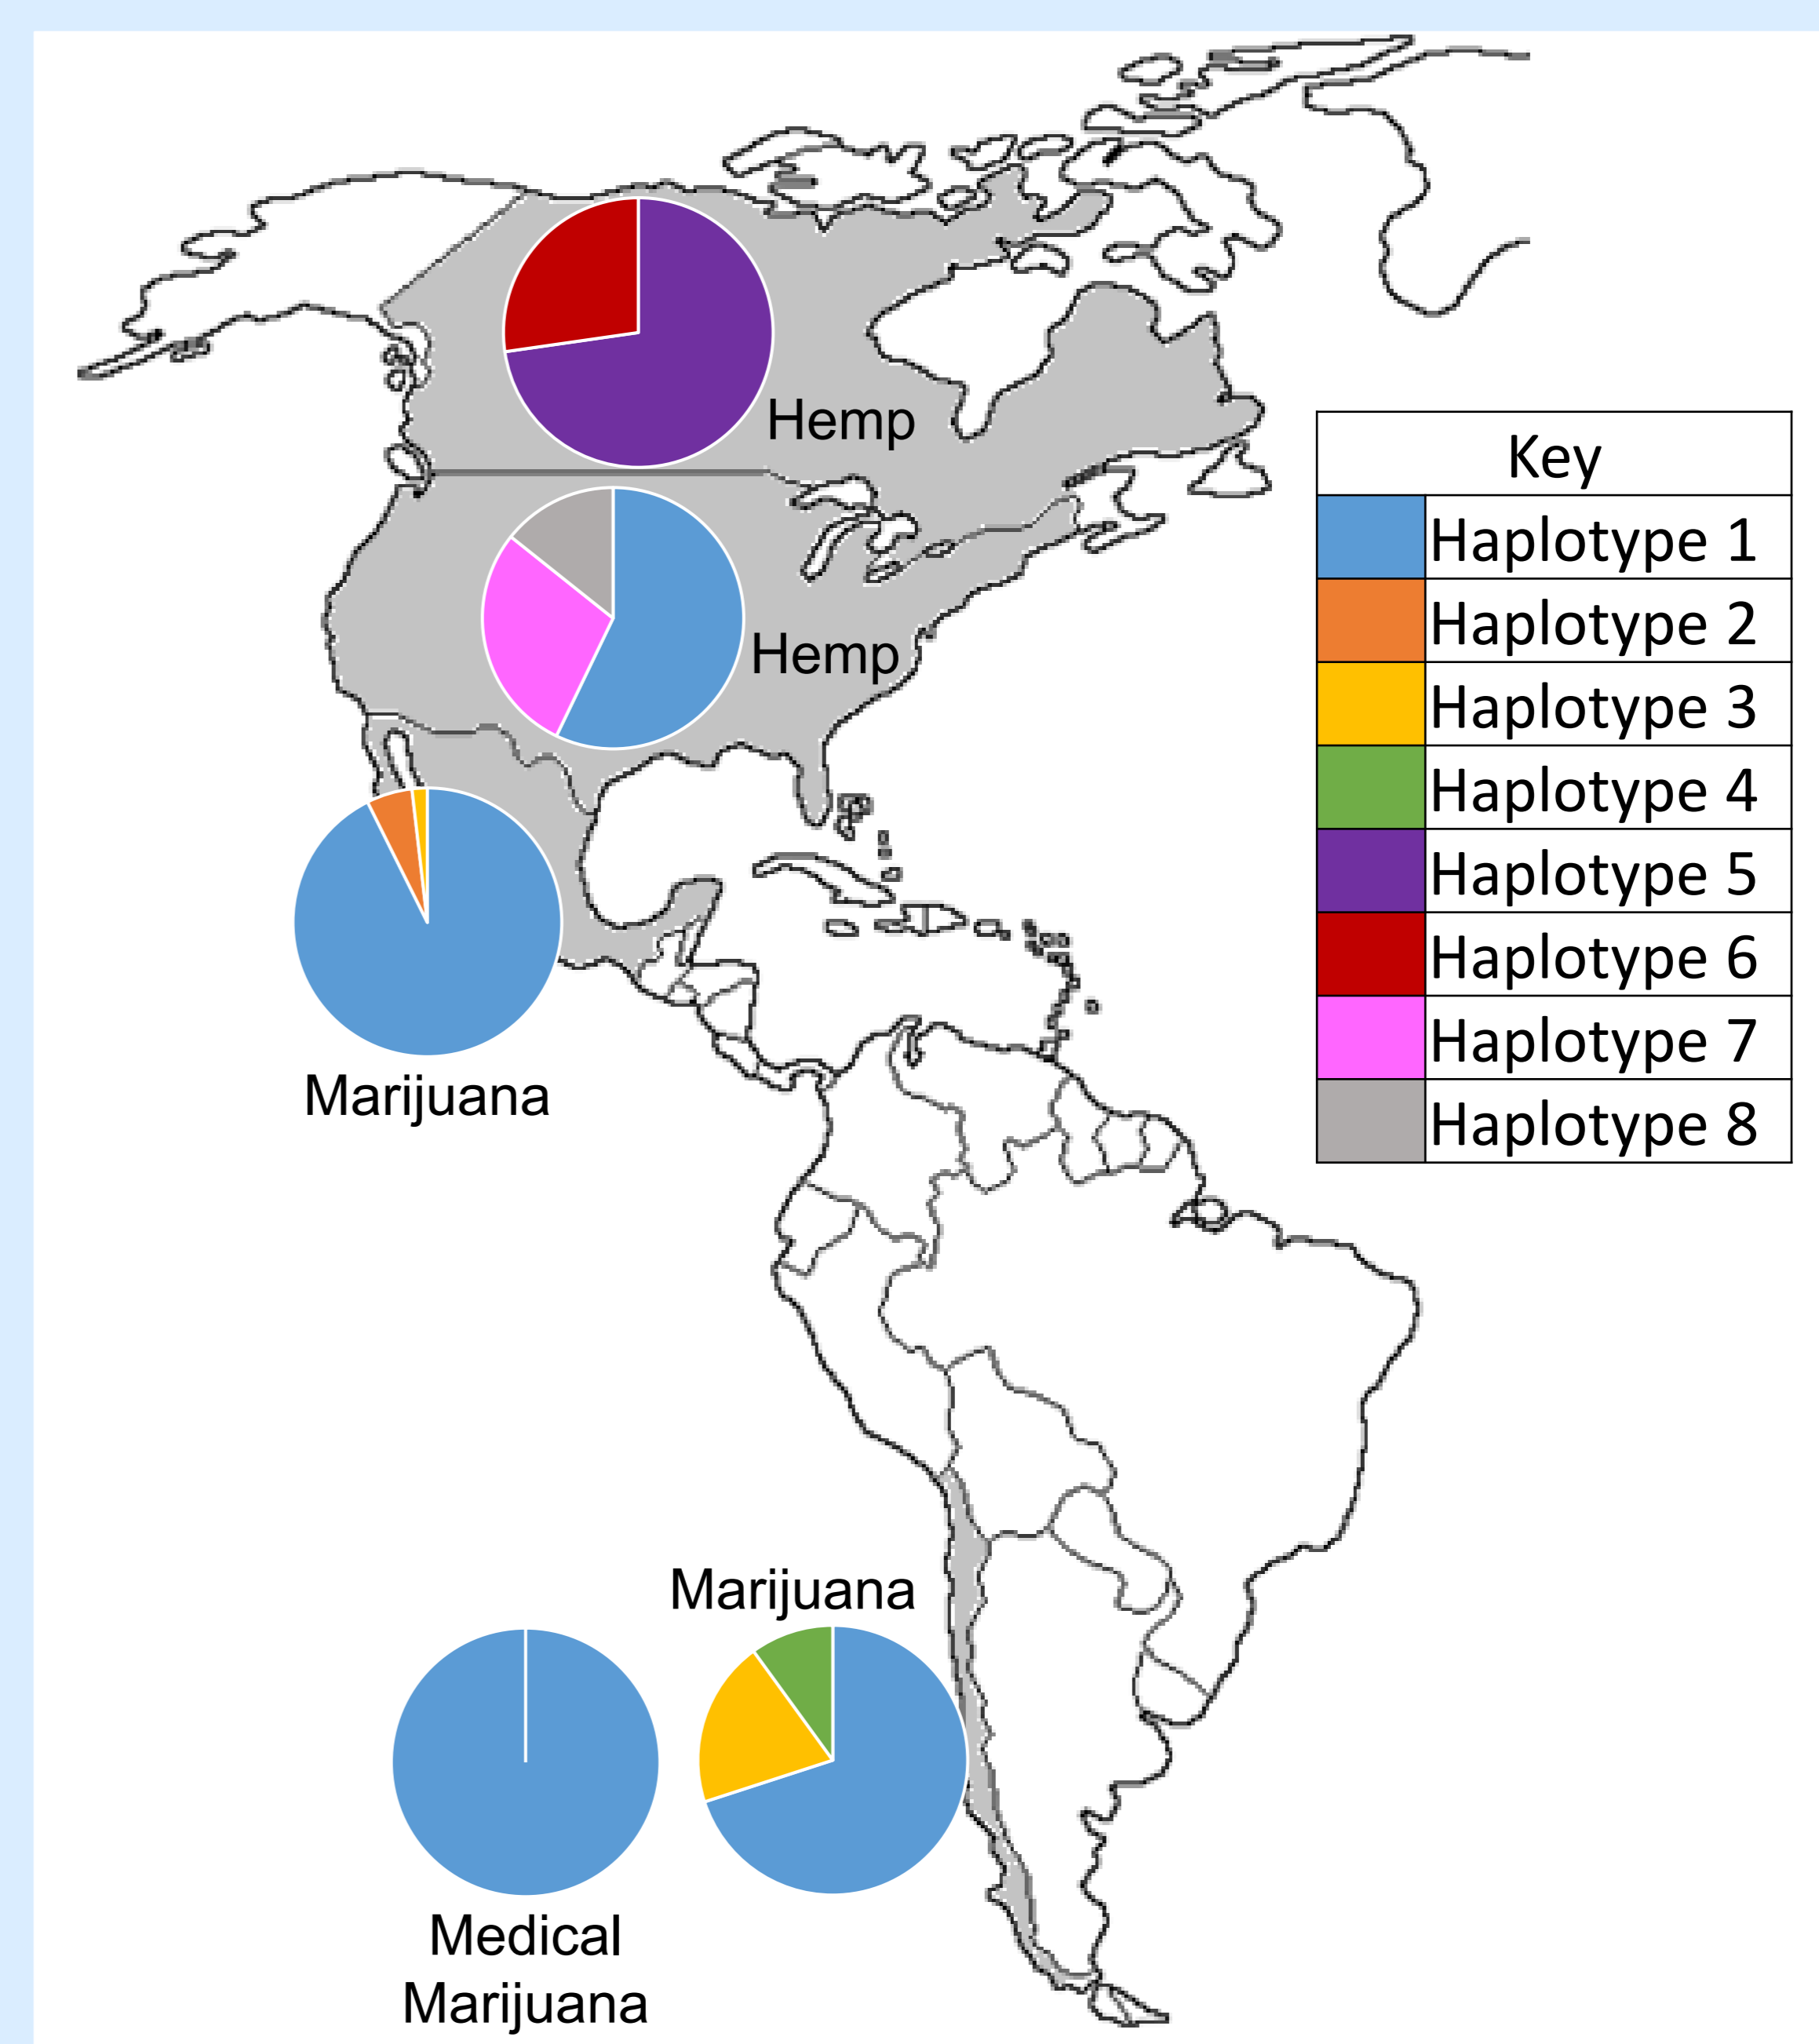 Hemp
Hemp
Marijuana
Key
Haplotype 1
Haplotype 2
Haplotype 3
Haplotype 4
Haplotype 5
Haplotype 6
Haplotype 7
Haplotype 8
Marijuana
Medical
Marijuana